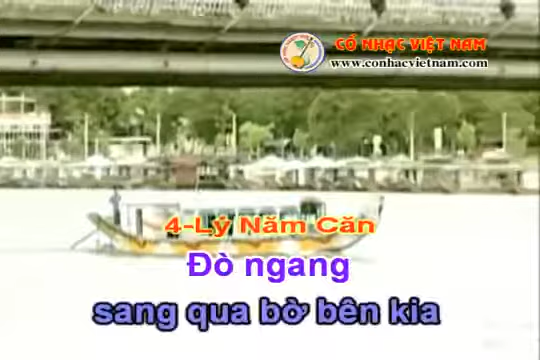 CỔ NHẠC VIỆT NAM
www.conhacvietnam.com
4-Lý Năm Căn
Đò ngang
sang qua bờ bên kia